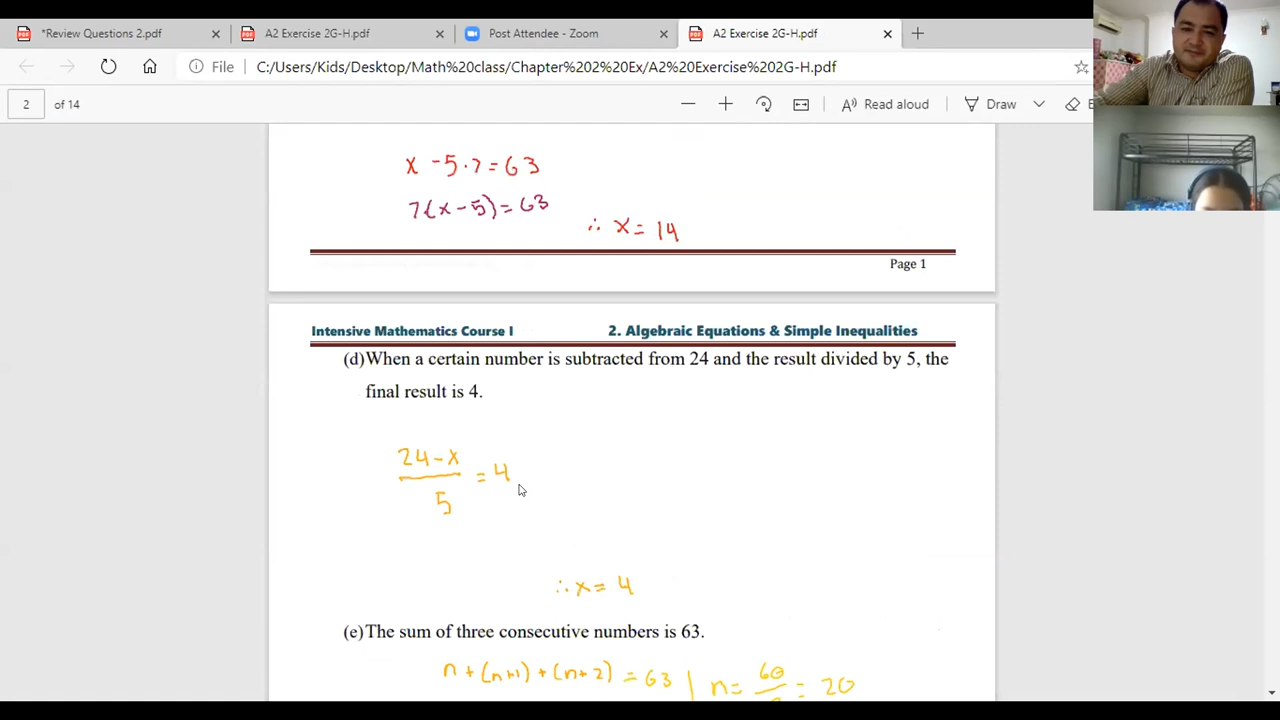 *Review Questions 2.pdf
A2 Exercise 2G-H.pdf
Post Attendee - Zoom
A2 Exercise 2G-H.pdf
File C:/Users/Kids/Desktop/Math%20class/Chapter%202%20Ex/A2%20Exercise%202G-H.pdf
2 of 14
Read aloud
Draw
x - 5 · 7 = 63
7(x - 5) = 63
∴ x = 14
Page 1
Intensive Mathematics Course I 2. Algebraic Equations & Simple Inequalities
(d)When a certain number is subtracted from 24 and the result divided by 5, the
final result is 4.
24 - x
= 4
5
∴ x = 4
(e)The sum of three consecutive numbers is 63.
n + (n+1) + (n+2) = 63 | n = 60 = 20